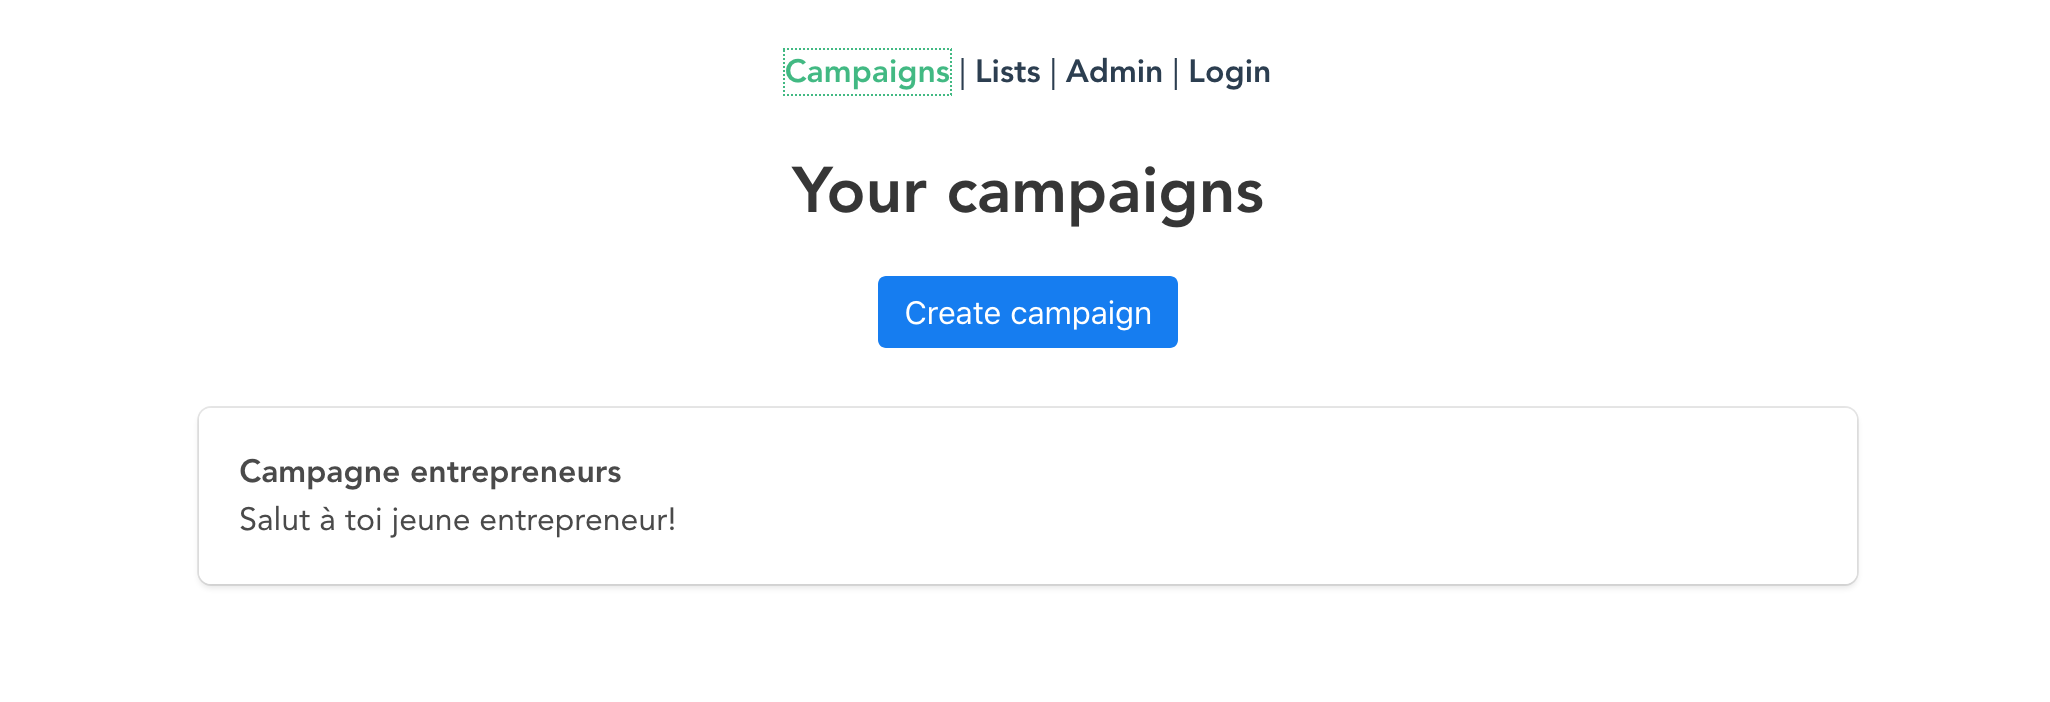 Campaigns | Lists | Admin | Login
Your campaigns
Create campaign
Campagne entrepreneurs
Salut à toi jeune entrepreneur!